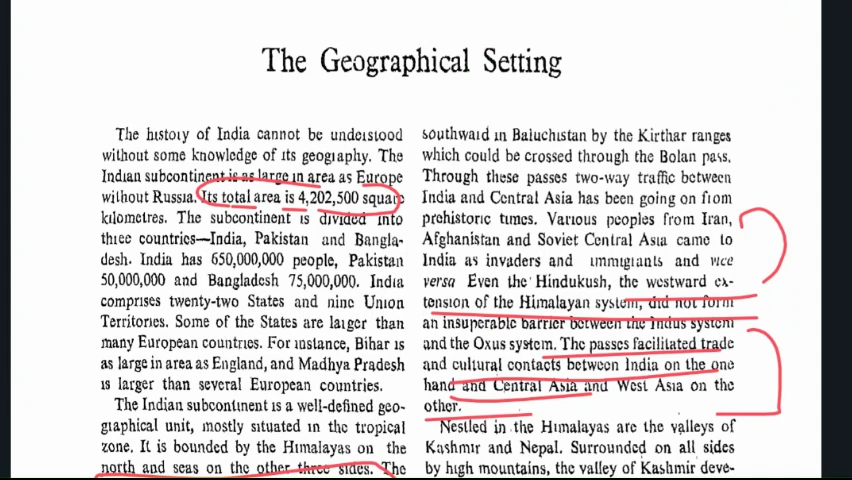 The Geographical Setting
The history of India cannot be understood
without some knowledge of its geography. The
Indian subcontinent is as large in area as Europe
without Russia. Its total area is 4,202,500 square
kilometres. The subcontinent is divided into
three countries—India, Pakistan and Bangla-
desh. India has 650,000,000 people, Pakistan
50,000,000 and Bangladesh 75,000,000. India
comprises twenty-two States and nine Union
Territories. Some of the States are larger than
many European countries. For instance, Bihar is
as large in area as England, and Madhya Pradesh
is larger than several European countries.
The Indian subcontinent is a well-defined geo-
graphical unit, mostly situated in the tropical
zone. It is bounded by the Himalayas on the
north and seas on the other three sides. The
southward in Baluchistan by the Kirthar ranges
which could be crossed through the Bolan pass.
Through these passes two-way traffic between
India and Central Asia has been going on from
prehistoric times. Various peoples from Iran,
Afghanistan and Soviet Central Asia came to
India as invaders and immigrants and vice
versa Even the Hindukush, the westward ex-
tension of the Himalayan system, did not form
an insuperable barrier between the Indus system
and the Oxus system. The passes facilitated trade
and cultural contacts between India on the one
hand and Central Asia and West Asia on the
other.
Nestled in the Himalayas are the valleys of
Kashmir and Nepal. Surrounded on all sides
by high mountains, the valley of Kashmir deve-